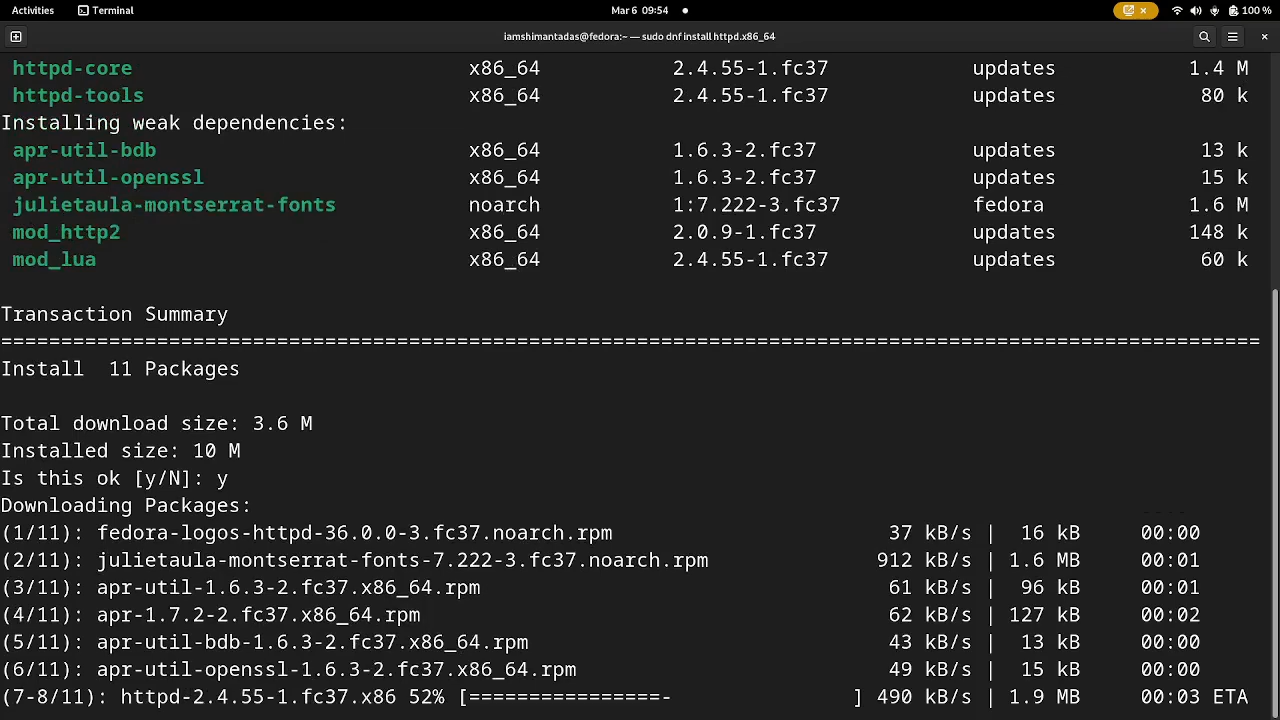 Activities Terminal Mar 6 09:54 100 %
iamshimantadas@fedora:~ — sudo dnf install httpd.x86_64
httpd-core x86_64 2.4.55-1.fc37 updates 1.4 M
httpd-tools x86_64 2.4.55-1.fc37 updates 80 k
Installing weak dependencies:
apr-util-bdb x86_64 1.6.3-2.fc37 updates 13 k
apr-util-openssl x86_64 1.6.3-2.fc37 updates 15 k
julietaula-montserrat-fonts noarch 1:7.222-3.fc37 fedora 1.6 M
mod_http2 x86_64 2.0.9-1.fc37 updates 148 k
mod_lua x86_64 2.4.55-1.fc37 updates 60 k
Transaction Summary
=========================================================================================================
Install 11 Packages
Total download size: 3.6 M
Installed size: 10 M
Is this ok [y/N]: y
Downloading Packages:
(1/11): fedora-logos-httpd-36.0.0-3.fc37.noarch.rpm 37 kB/s | 16 kB 00:00
(2/11): julietaula-montserrat-fonts-7.222-3.fc37.noarch.rpm 912 kB/s | 1.6 MB 00:01
(3/11): apr-util-1.6.3-2.fc37.x86_64.rpm 61 kB/s | 96 kB 00:01
(4/11): apr-1.7.2-2.fc37.x86_64.rpm 62 kB/s | 127 kB 00:02
(5/11): apr-util-bdb-1.6.3-2.fc37.x86_64.rpm 43 kB/s | 13 kB 00:00
(6/11): apr-util-openssl-1.6.3-2.fc37.x86_64.rpm 49 kB/s | 15 kB 00:00
(7-8/11): httpd-2.4.55-1.fc37.x86 52% [================- ] 490 kB/s | 1.9 MB 00:03 ETA